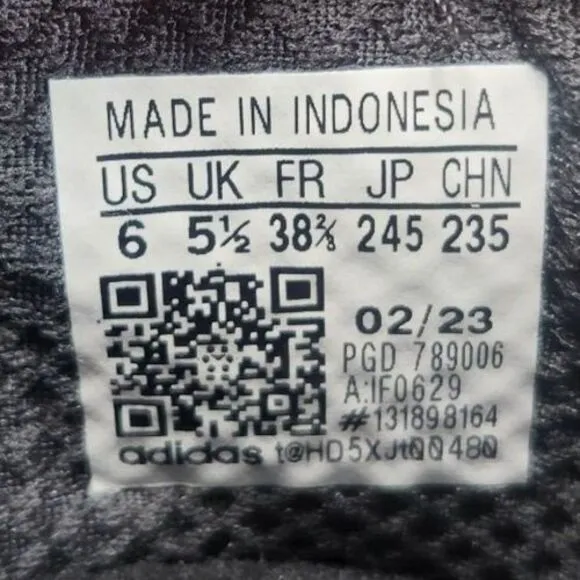 MADE IN INDONESIA
US UK FR JP CHN
6 5½ 38⅔ 245 235
02/23
PGD 789006
A:IF0629
#131898164
adidas